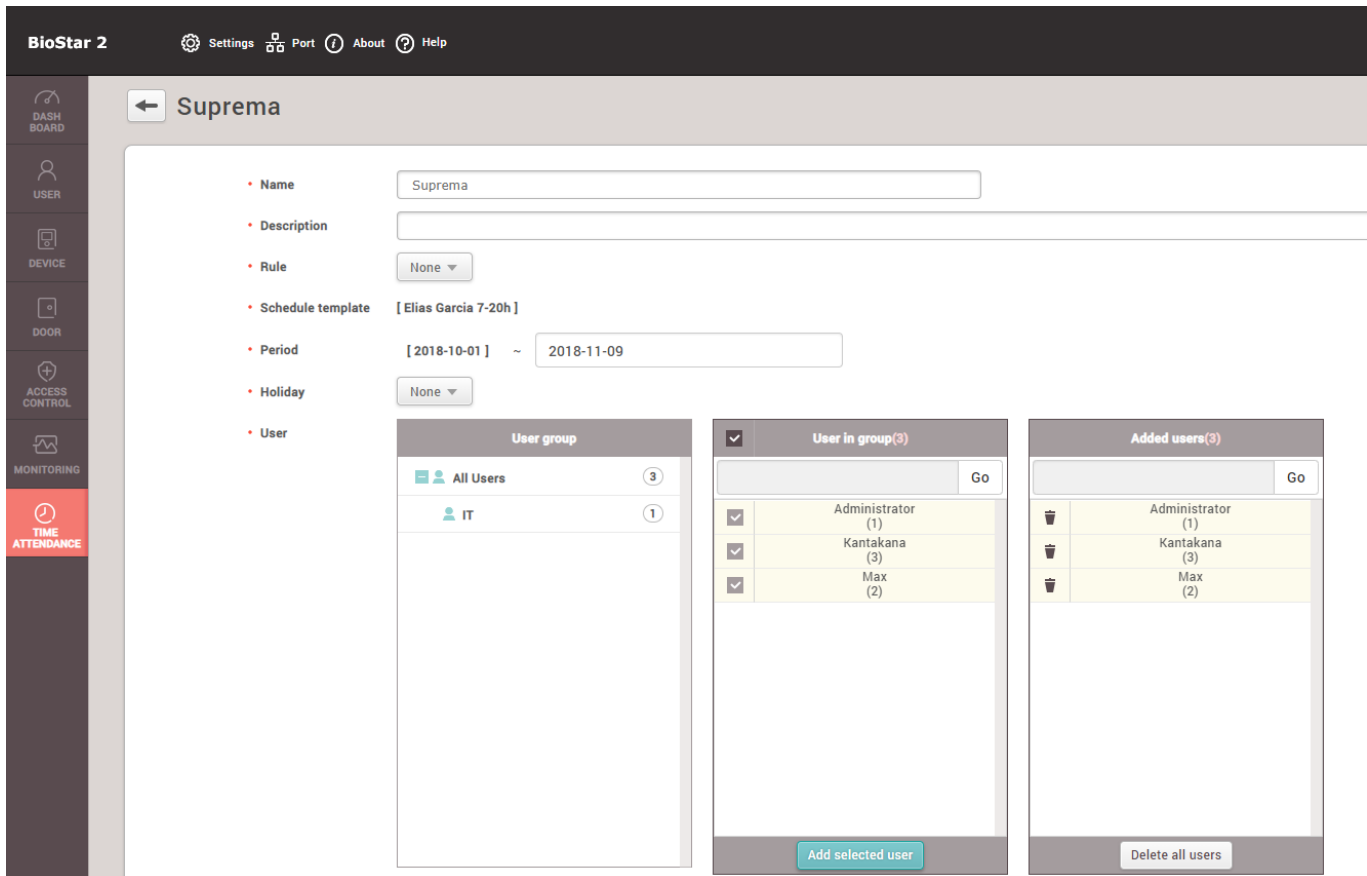 BioStar 2
Settings Port About Help
DASH
BOARD
USER
DEVICE
DOOR
ACCESS
CONTROL
MONITORING
TIME
ATTENDANCE
Suprema
Name Suprema
Description
Rule None
Schedule template [ Elias Garcia 7-20h ]
Period [ 2018-10-01 ] ~ 2018-11-09
Holiday None
User
User group
All Users 3
IT 1
User in group(3)
Go
Administrator
(1)
Kantakana
(3)
Max
(2)
Add selected user
Added users(3)
Go
Administrator
(1)
Kantakana
(3)
Max
(2)
Delete all users